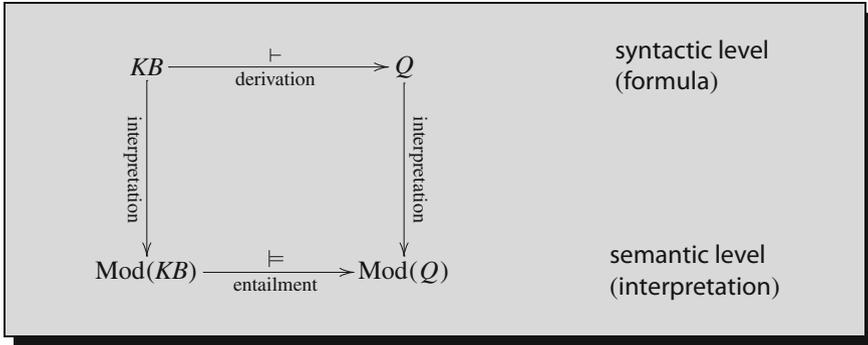 ⊢
KB
Q
derivation
syntactic level
(formula)
interpretation
interpretation
⊨
Mod(KB)
Mod(Q)
entailment
semantic level
(interpretation)